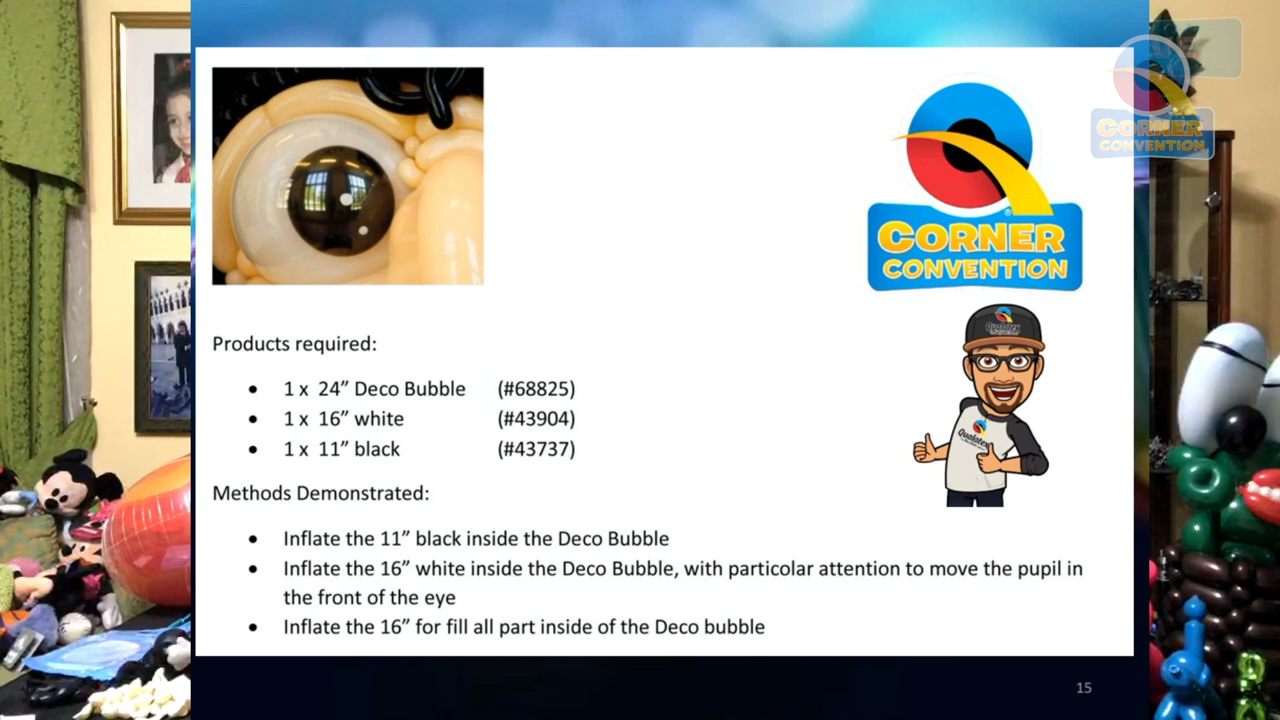 CORNER
CONVENTION
®
CORNER
CONVENTION
Qualatex
Qualatex
Products required:
• 1 x 24” Deco Bubble (#68825)
• 1 x 16” white (#43904)
• 1 x 11” black (#43737)
Methods Demonstrated:
• Inflate the 11” black inside the Deco Bubble
• Inflate the 16” white inside the Deco Bubble, with particolar attention to move the pupil in
the front of the eye
• Inflate the 16” for fill all part inside of the Deco bubble
15